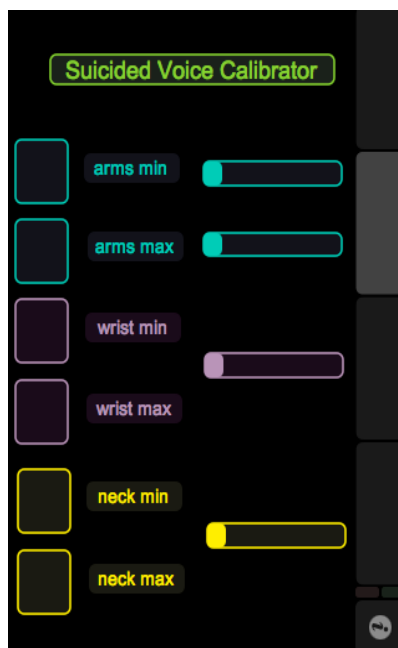 Suicided Voice Calibrator
arms min
arms max
wrist min
wrist max
neck min
neck max
?